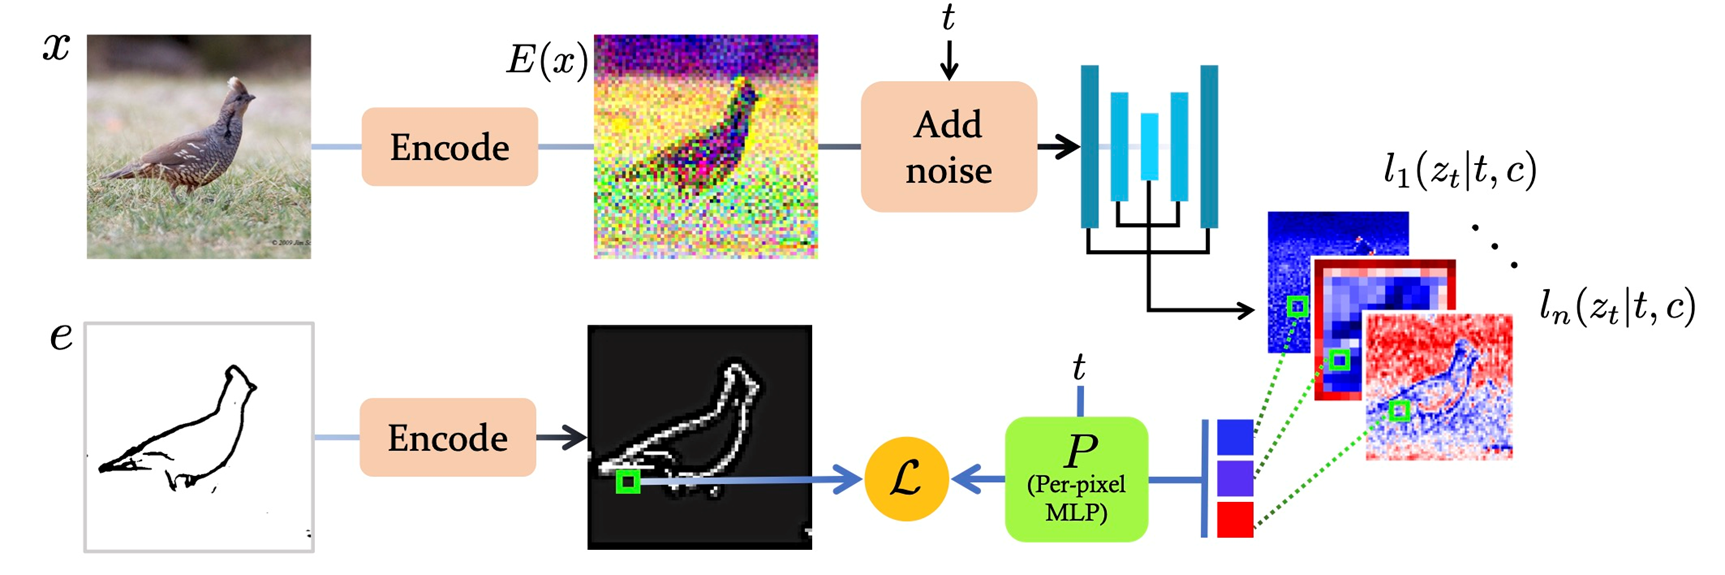 x
Encode
E(x)
t
Add
noise
l₁(zₜ|t, c)
lₙ(zₜ|t, c)
e
Encode
ℒ
t
P
(Per-pixel
MLP)